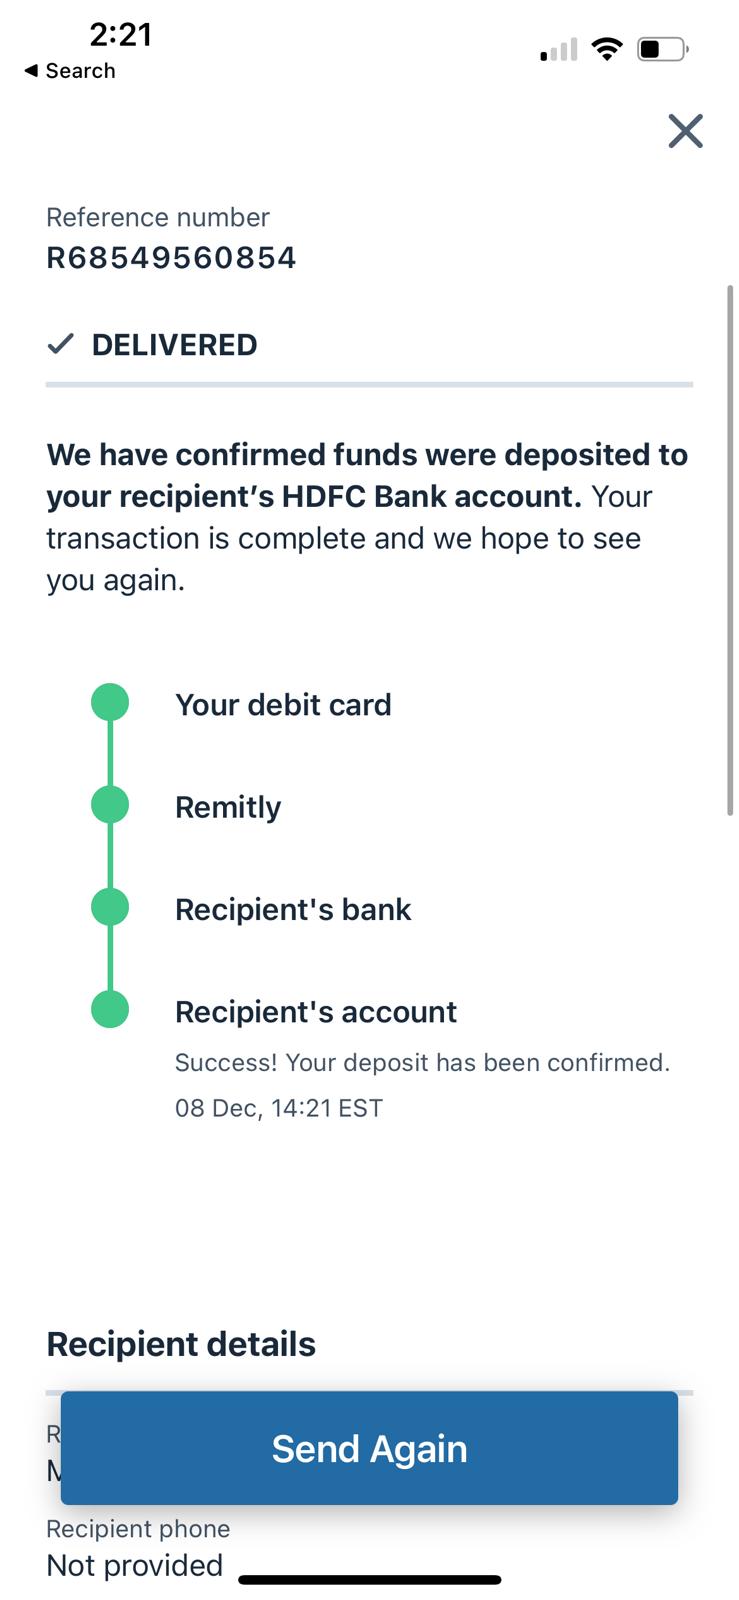 2:21
◀ Search
Reference number
R68549560854
DELIVERED
We have confirmed funds were deposited to
your recipient’s HDFC Bank account. Your
transaction is complete and we hope to see
you again.
Your debit card
Remitly
Recipient's bank
Recipient's account
Success! Your deposit has been confirmed.
08 Dec, 14:21 EST
Recipient details
Send Again
Recipient phone
Not provided